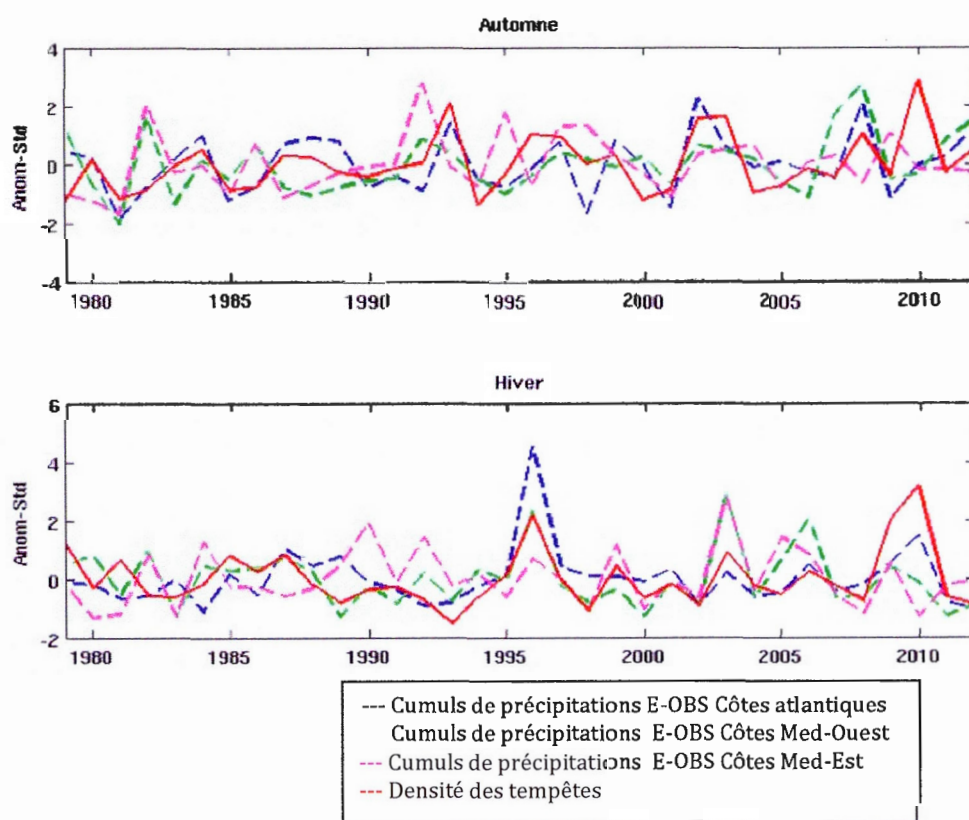 Automne
4
2
0
-2
-4
Anom-Std
1980 1985 1990 1995 2000 2005 2010
Hiver
6
4
2
0
-2
Anom-Std
1980 1985 1990 1995 2000 2005 2010
--- Cumuls de précipitations E-OBS Côtes atlantiques
Cumuls de précipitations E-OBS Côtes Med-Ouest
--- Cumuls de précipitations E-OBS Côtes Med-Est
- Densité des tempêtes